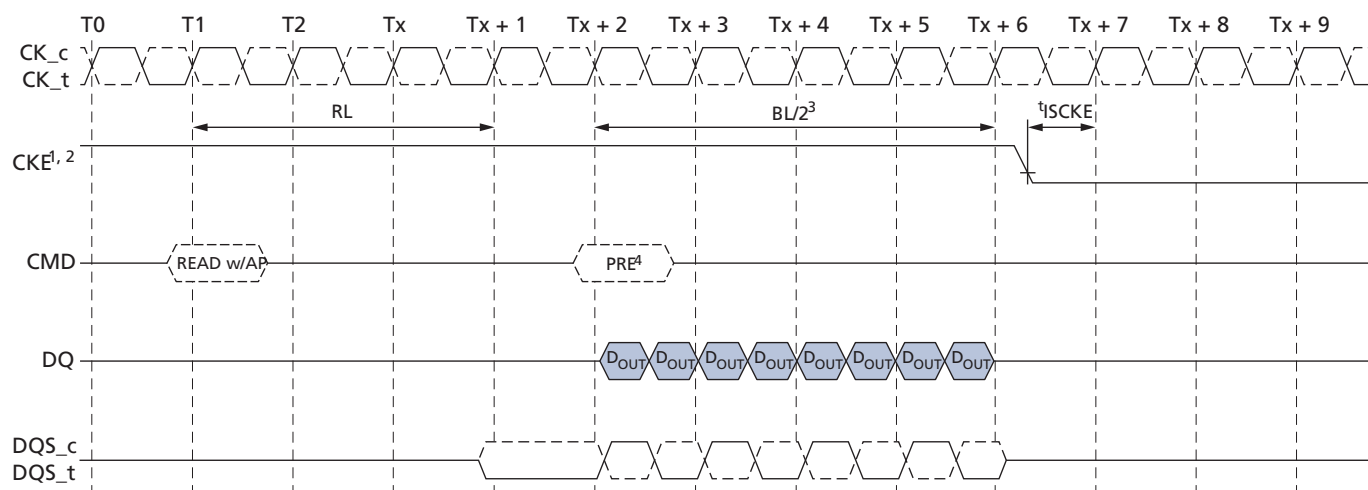 T0 T1 T2 Tx Tx + 1 Tx + 2 Tx + 3 Tx + 4 Tx + 5 Tx + 6 Tx + 7 Tx + 8 Tx + 9
CK_c
CK_t
RL BL/2³ ᵗISCKE
CKE¹, ²
CMD READ w/AP PRE⁴
DQ DOUT DOUT DOUT DOUT DOUT DOUT DOUT DOUT
DQS_c
DQS_t